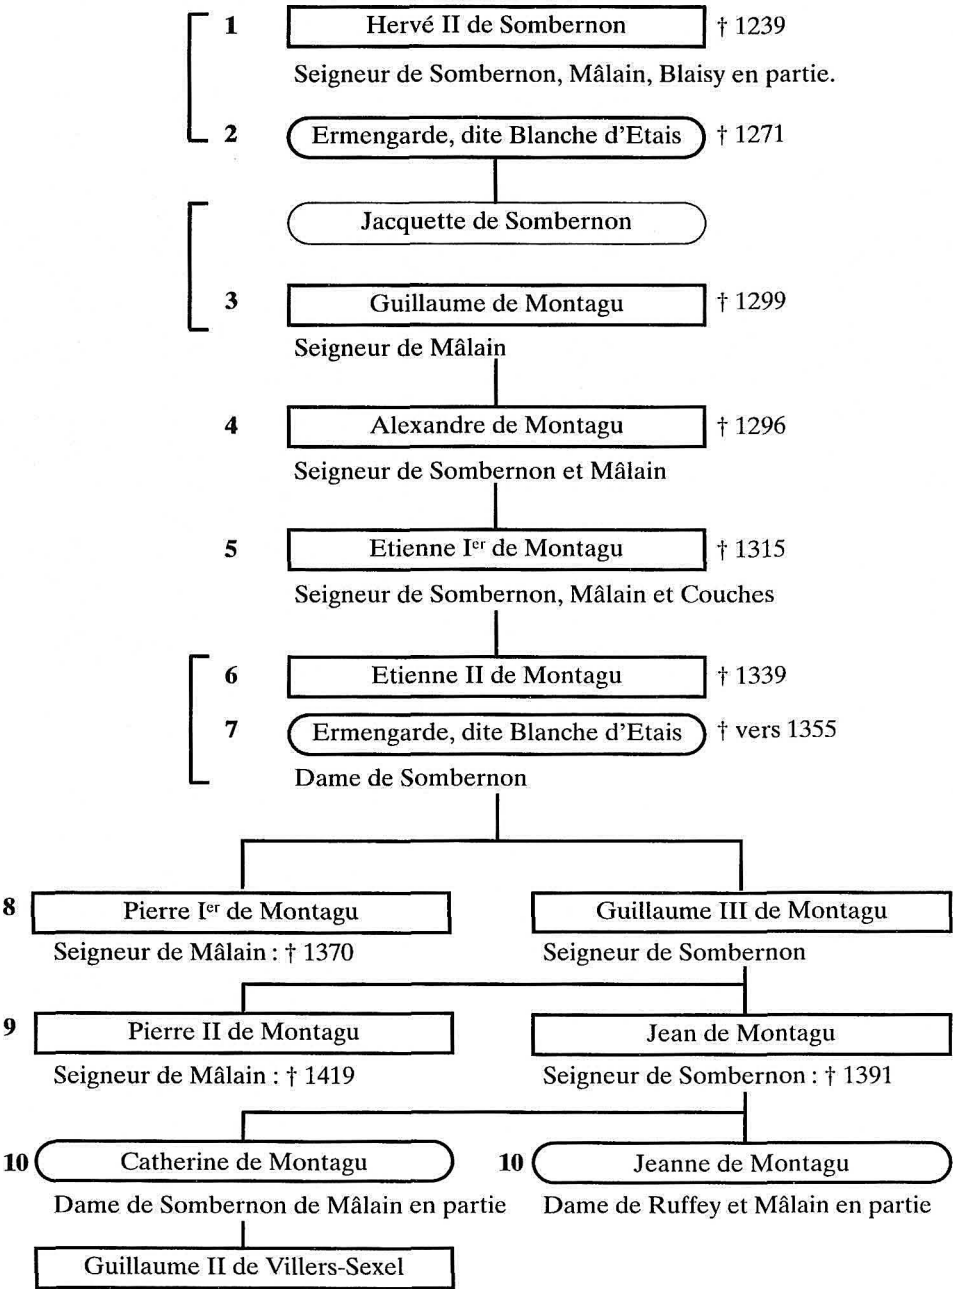 1 Hervé II de Sombernon † 1239
Seigneur de Sombernon, Mâlain, Blaisy en partie.
2 Ermengarde, dite Blanche d'Etais † 1271
Jacquette de Sombernon
3 Guillaume de Montagu † 1299
Seigneur de Mâlain
4 Alexandre de Montagu † 1296
Seigneur de Sombernon et Mâlain
5 Etienne Ier de Montagu † 1315
Seigneur de Sombernon, Mâlain et Couches
6 Etienne II de Montagu † 1339
7 Ermengarde, dite Blanche d'Etais † vers 1355
Dame de Sombernon
8 Pierre Ier de Montagu Guillaume III de Montagu
Seigneur de Mâlain : † 1370 Seigneur de Sombernon
9 Pierre II de Montagu Jean de Montagu
Seigneur de Mâlain : † 1419 Seigneur de Sombernon : † 1391
10 Catherine de Montagu 10 Jeanne de Montagu
Dame de Sombernon de Mâlain en partie Dame de Ruffey et Mâlain en partie
Guillaume II de Villers-Sexel